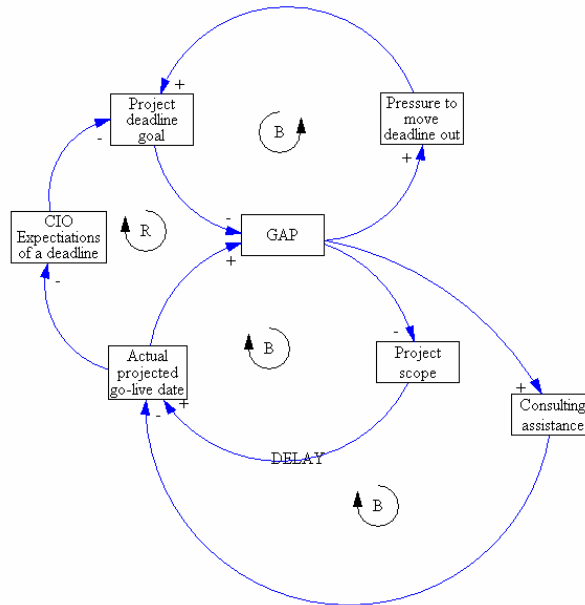 +
Project
deadline
goal
-
Pressure to
move
deadline out
+
B
CIO
Expectiations
of a deadline
-
R
-
GAP
+
B
Actual
projected
go-live date
-
+
-
Project
scope
+
Consulting
assistance
DELAY
B